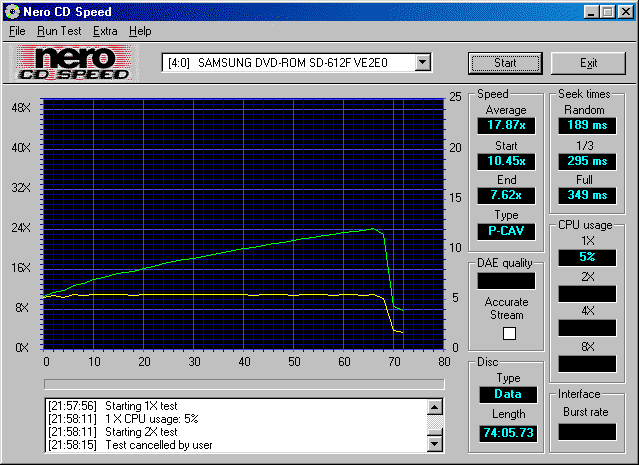 Nero CD Speed
File Run Test Extra Help
nero
CD SPEED
[4:0] SAMSUNG DVD-ROM SD-612F VE2E0
Start
Exit
48X
40X
32X
24X
16X
8X
0X
25
20
15
10
5
0
0 10 20 30 40 50 60 70 80
Speed
Average
17.87x
Start
10.45x
End
7.62x
Type
P-CAV
Seek times
Random
189 ms
1/3
295 ms
Full
349 ms
CPU usage
1X
5%
2X
4X
8X
DAE quality
Accurate
Stream
Disc
Type
Data
Length
74:05.73
Interface
Burst rate
[21:57:56] Starting 1X test
[21:58:11] 1 X CPU usage: 5%
[21:58:11] Starting 2X test
[21:58:15] Test cancelled by user